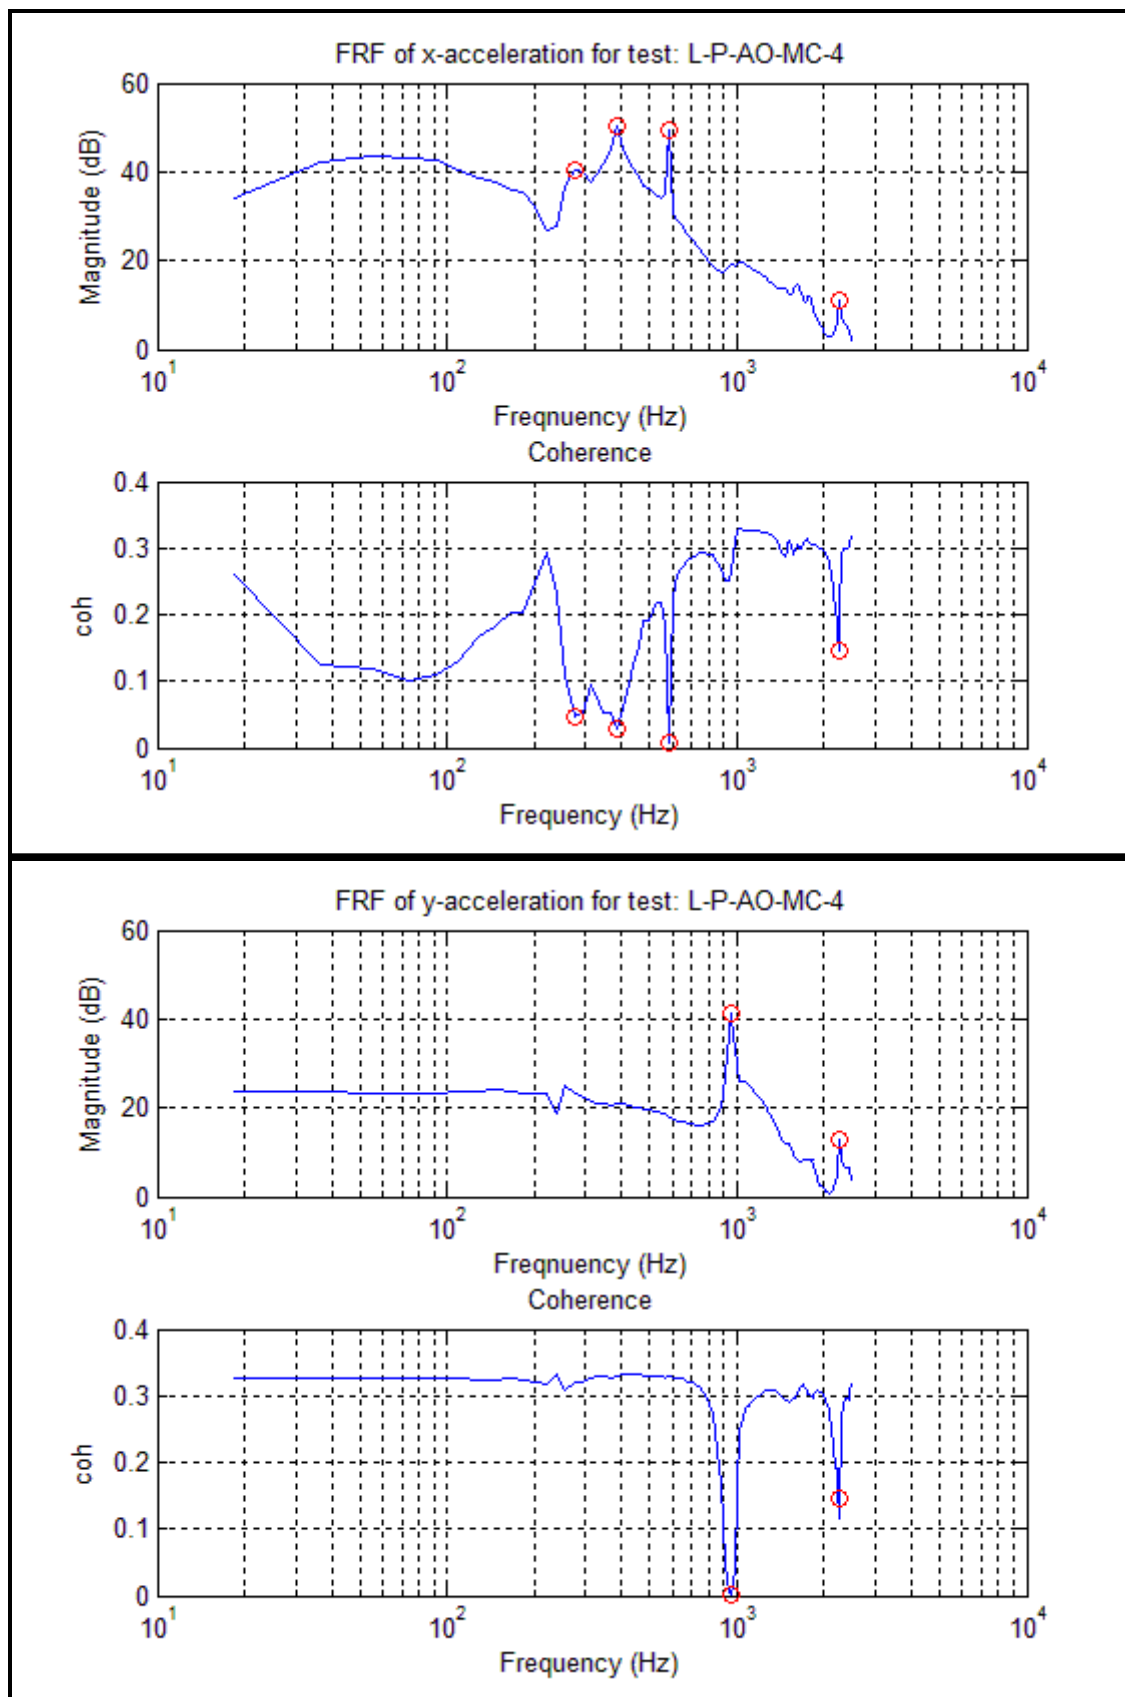 FRF of x-acceleration for test: L-P-AO-MC-4
Magnitude (dB)
60
40
20
0
10^1 10^2 10^3 10^4
Freqnuency (Hz)
Coherence
coh
0.4
0.3
0.2
0.1
0
10^1 10^2 10^3 10^4
Frequency (Hz)
FRF of y-acceleration for test: L-P-AO-MC-4
Magnitude (dB)
60
40
20
0
10^1 10^2 10^3 10^4
Freqnuency (Hz)
Coherence
coh
0.4
0.3
0.2
0.1
0
10^1 10^2 10^3 10^4
Frequency (Hz)